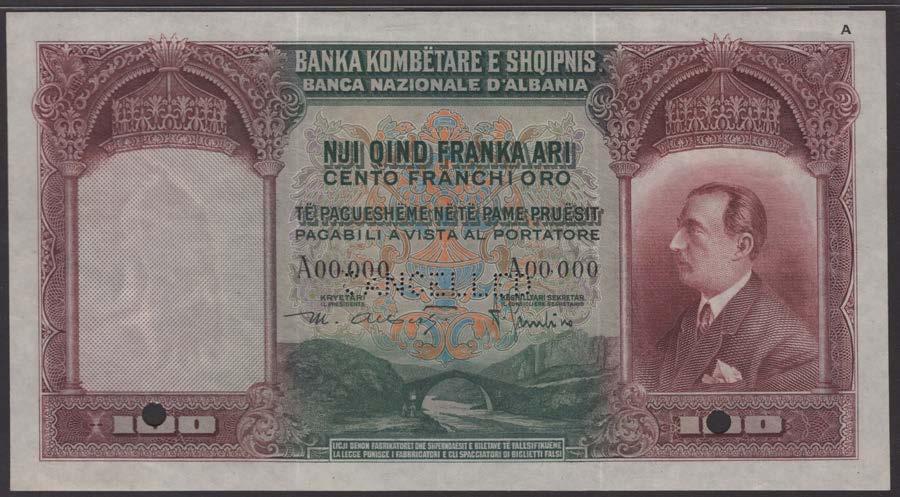 A
BANKA KOMBËTARE E SHQIPNIS
BANCA NAZIONALE D'ALBANIA
NJI QIND FRANKA ARI
CENTO FRANCHI ORO
TË PAGUESHËME NË TË PAME PRUËSIT
PAGABILI A VISTA AL PORTATORE
A00.000 A00.000
CANCELLED
KRYETARI KËSHILLTARI SEKRETAR
IL PRESIDENTE IL CONSIGLIERE SEGRETARIO
100 100
LIGJI DENON FABRIKATORET DHE SHPERNDAESIT E BILETAVE TË FALLSIFIKUEME
LA LEGGE PUNISCE I FABBRICATORI E GLI SPACCIATORI DI BIGLIETTI FALSI